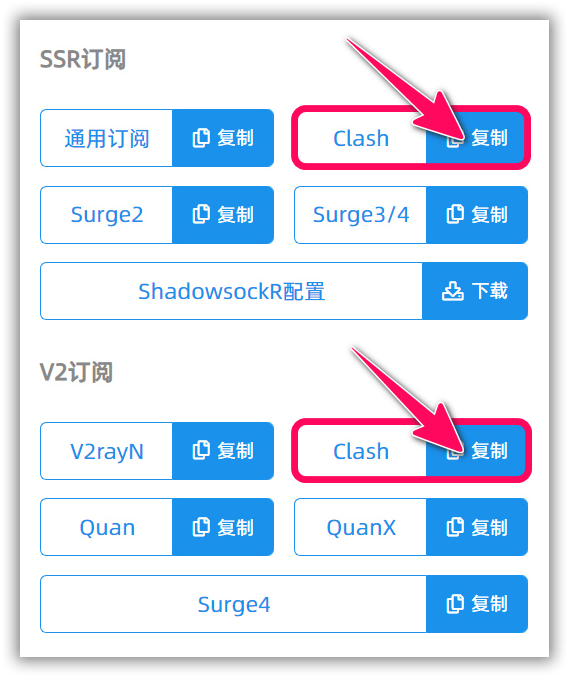 SSR订阅
通用订阅 复制 Clash 复制
Surge2 复制 Surge3/4 复制
ShadowsockR配置 下载
V2订阅
V2rayN 复制 Clash 复制
Quan 复制 QuanX 复制
Surge4 复制